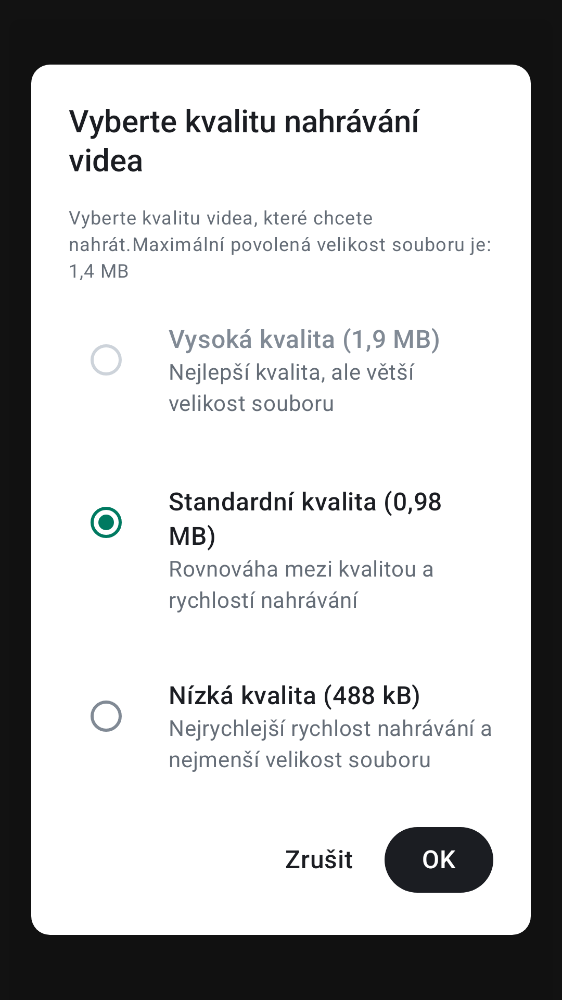 Vyberte kvalitu nahrávání
videa
Vyberte kvalitu videa, které chcete
nahrát.Maximální povolená velikost souboru je:
1,4 MB
Vysoká kvalita (1,9 MB)
Nejlepší kvalita, ale větší
velikost souboru
Standardní kvalita (0,98
MB)
Rovnováha mezi kvalitou a
rychlostí nahrávání
Nízká kvalita (488 kB)
Nejrychlejší rychlost nahrávání a
nejmenší velikost souboru
Zrušit OK